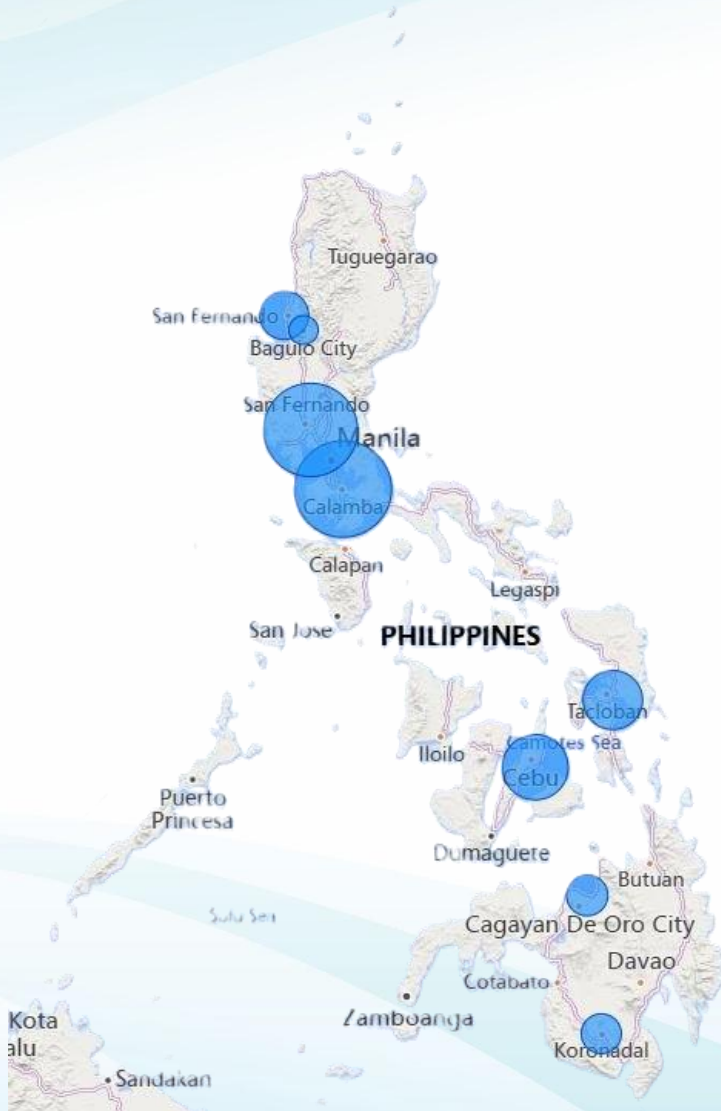 Tuguegarao
San Fernando
Baguio City
San Fernando
Manila
Calamba
Calapan
Legaspi
San Jose
PHILIPPINES
Tacloban
Iloilo
Camotes Sea
Cebu
Puerto
Princesa
Dumaguete
Butuan
Sulu Sea
Cagayan De Oro City
Davao
Cotabato
Zamboanga
Kota
alu
Koronadal
Sandakan